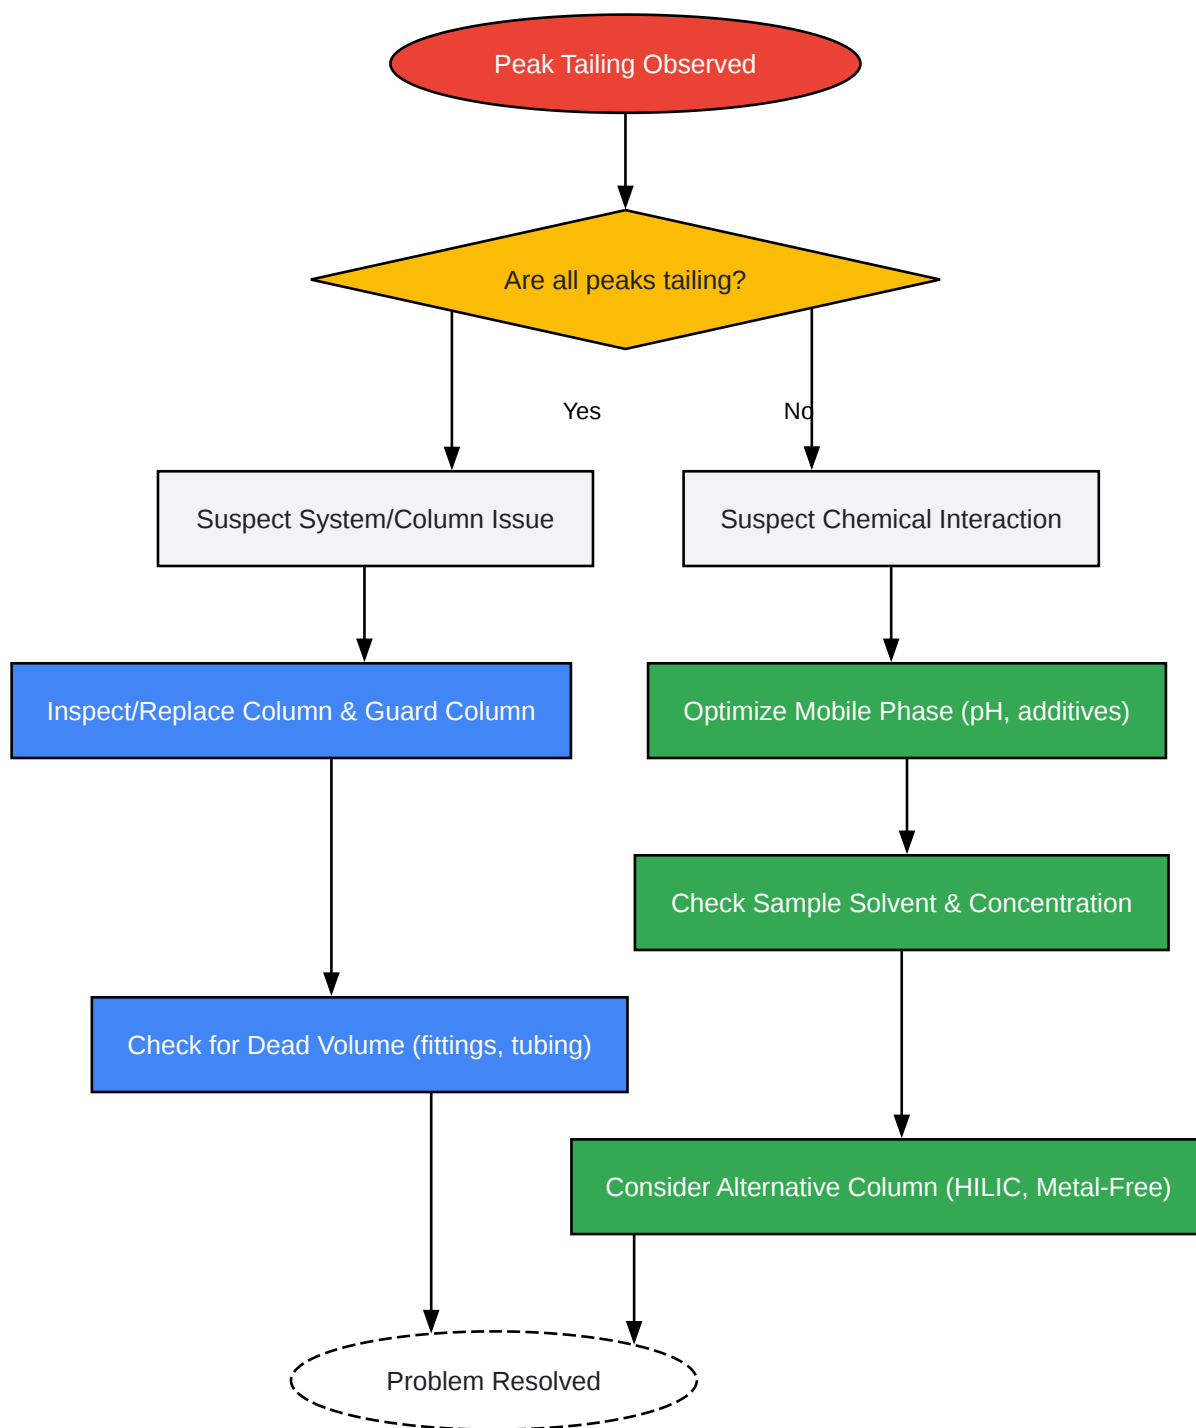 Peak Tailing Observed
Are all peaks tailing?
Yes
No
Suspect System/Column Issue
Suspect Chemical Interaction
Inspect/Replace Column & Guard Column
Optimize Mobile Phase (pH, additives)
Check Sample Solvent & Concentration
Check for Dead Volume (fittings, tubing)
Consider Alternative Column (HILIC, Metal-Free)
Problem Resolved